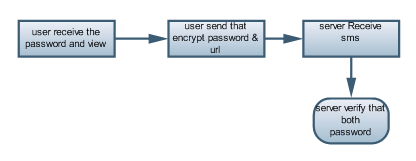 user receive the
password and view
user send that
encrypt password &
url
server Receive
sms
server verify that
both
password